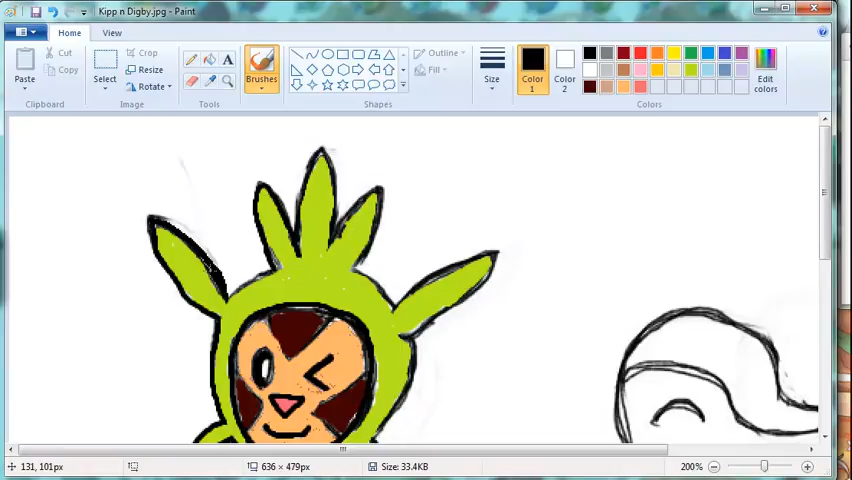 Kipp n Digby.jpg - Paint
Home View
Paste
Cut
Copy
Clipboard
Select
Crop
Resize
Rotate
Image
A
Tools
Brushes
Outline
Fill
Shapes
Size
Color 1
Color 2
Edit colors
Colors
131, 101px
636 × 479px
Size: 33.4KB
200%